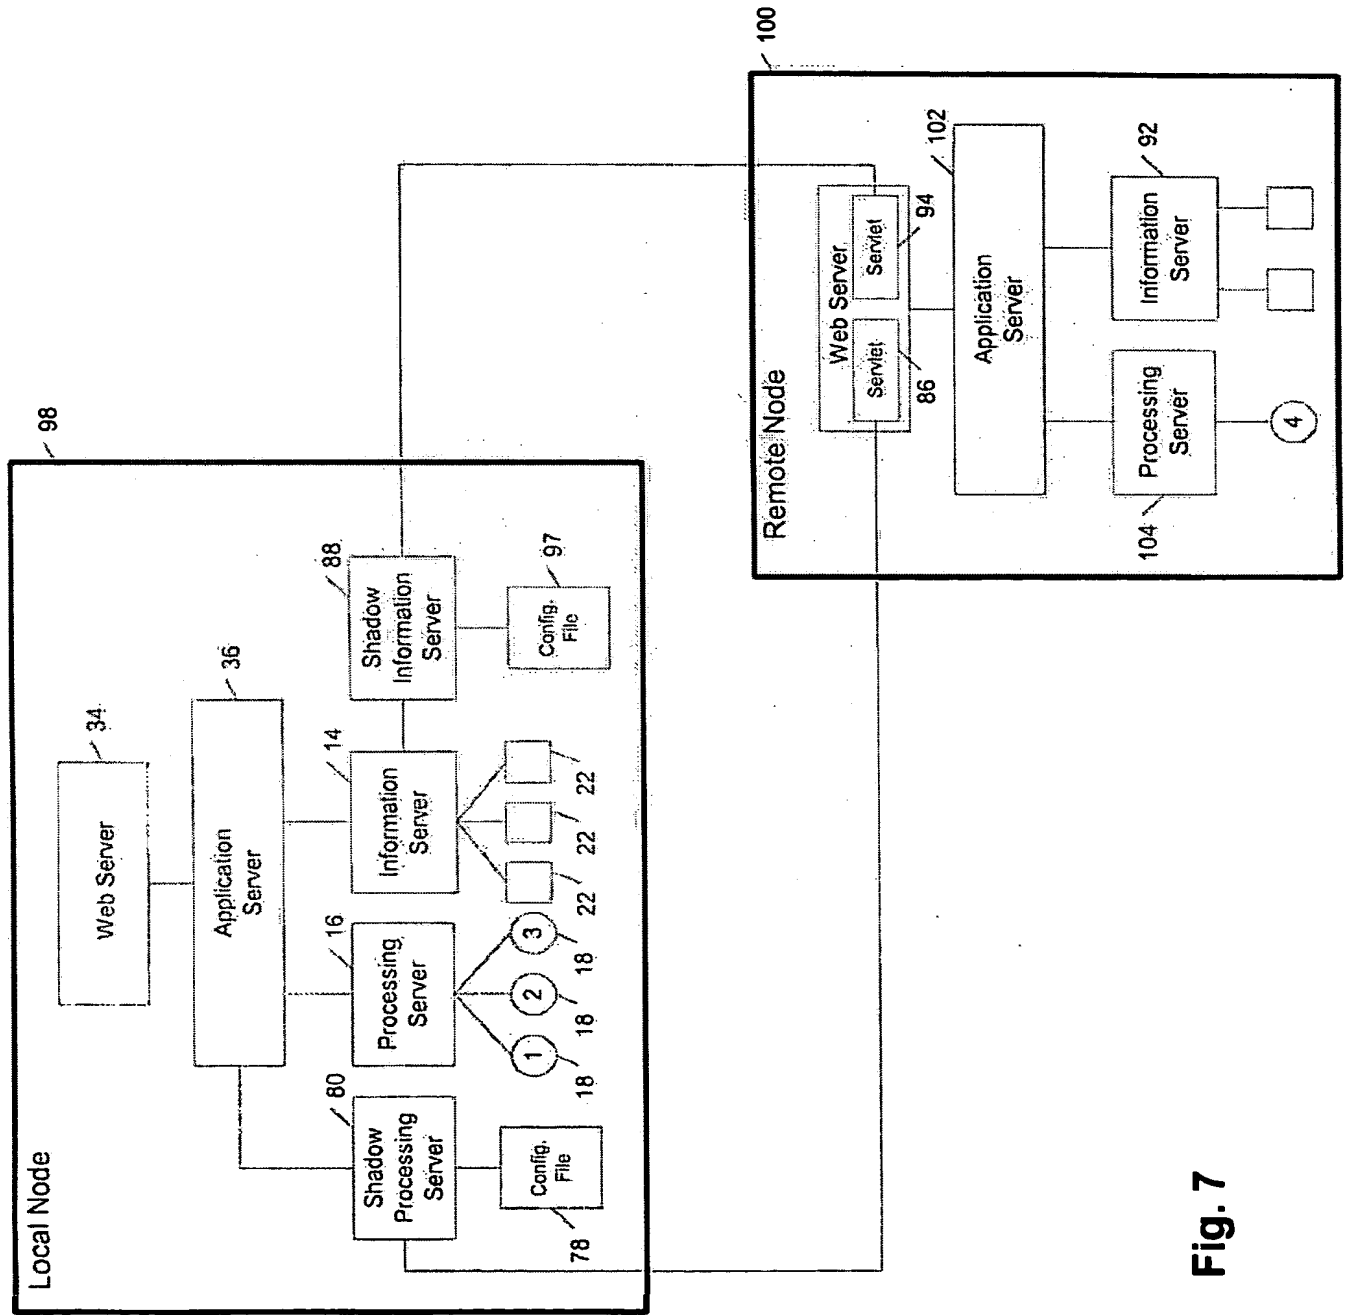 Local Node
98
Web Server
34
Application
Server
36
Shadow
Processing
Server
80
Processing
Server
16
Information
Server
14
Shadow
Information
Server
88
Config.
File
78
1
2
3
18
18
18
22
22
22
Config.
File
97
Remote Node
100
Web Server
Servlet
86
Servlet
94
Application
Server
102
Processing
Server
104
Information
Server
92
4
Fig. 7